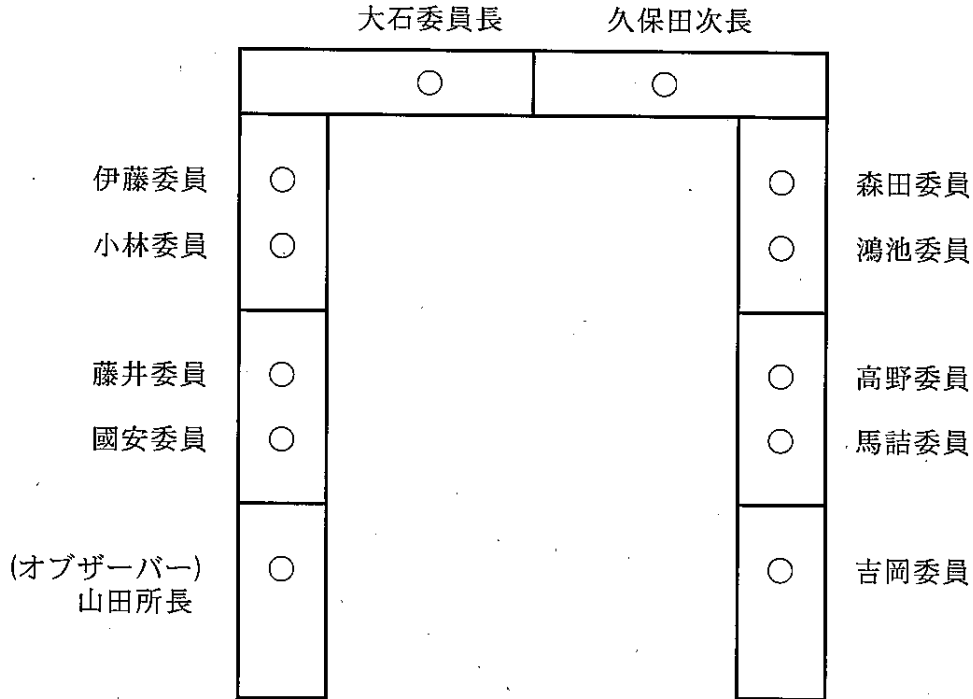 大石委員長 久保田次長
伊藤委員 森田委員
小林委員 鴻池委員
藤井委員 高野委員
國安委員 馬詰委員
(オブザーバー) 吉岡委員
山田所長